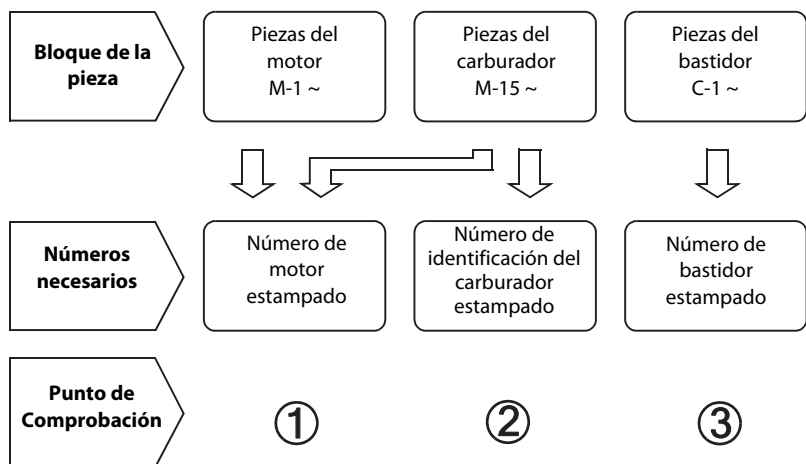 Bloque de la
pieza
Piezas del
motor
M-1 ~
Piezas del
carburador
M-15 ~
Piezas del
bastidor
C-1 ~
Números
necesarios
Número de
motor
estampado
Número de
identificación del
carburador
estampado
Número de
bastidor
estampado
Punto de
Comprobación
①
②
③